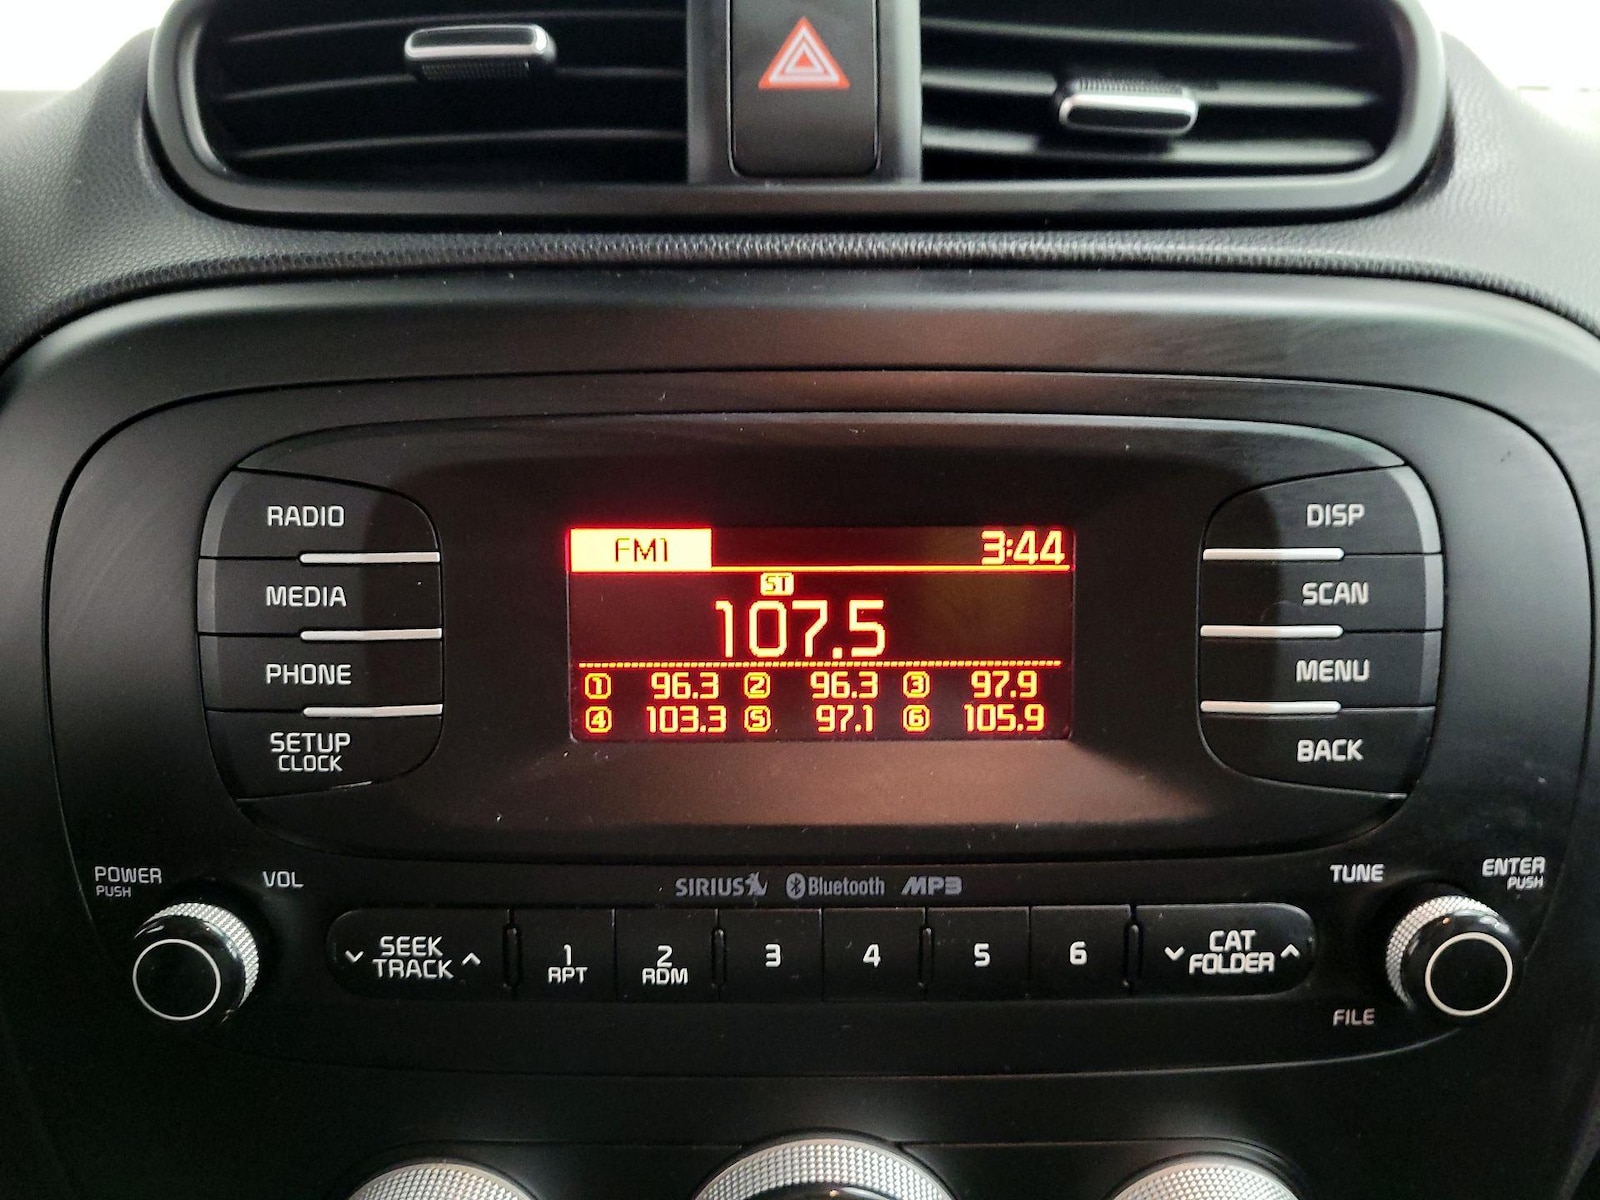 RADIO
MEDIA
PHONE
SETUP
CLOCK
FM1 3:44
ST
107.5
1 96.3 2 96.3 3 97.9
4 103.3 5 97.1 6 105.9
DISP
SCAN
MENU
BACK
POWER
PUSH
VOL
SIRIUS Bluetooth MP3
TUNE
ENTER
PUSH
SEEK
TRACK
1
RPT
2
RDM
3
4
5
6
CAT
FOLDER
FILE